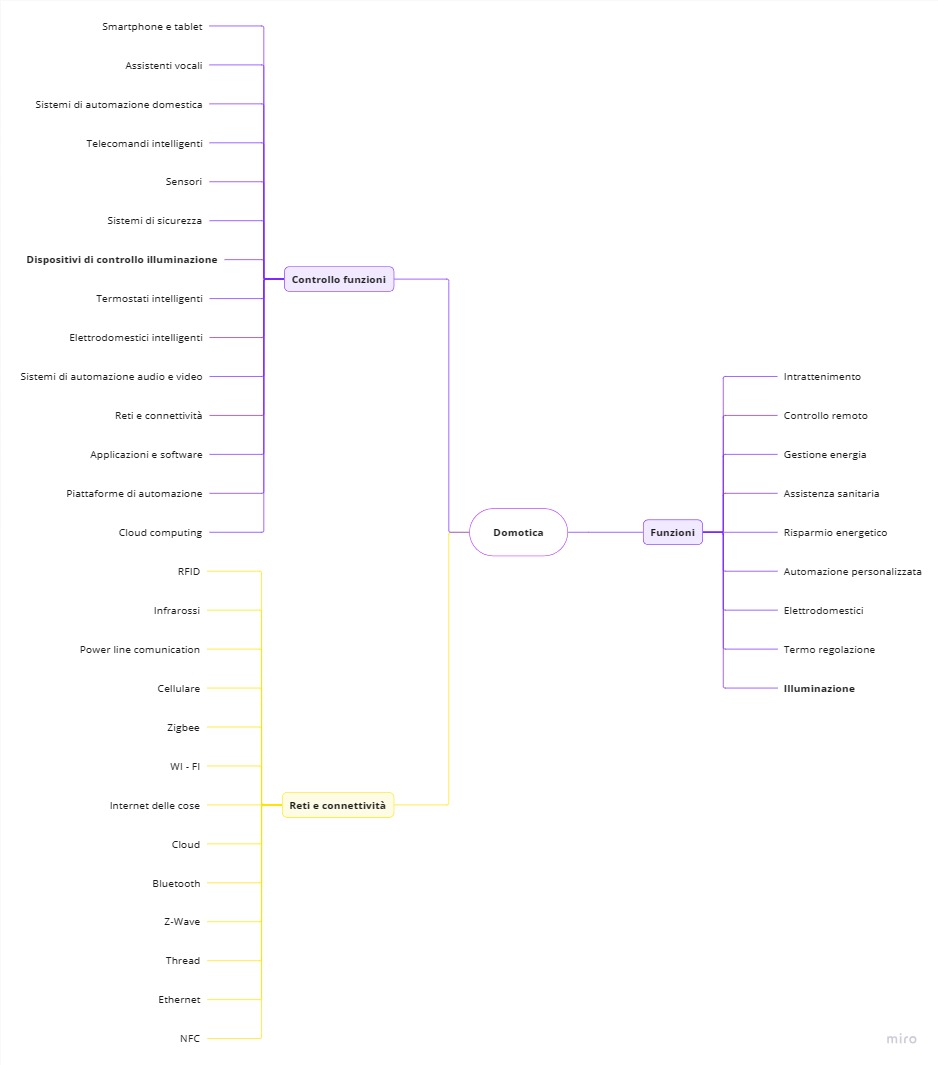 Smartphone e tablet
Assistenti vocali
Sistemi di automazione domestica
Telecomandi intelligenti
Sensori
Sistemi di sicurezza
Dispositivi di controllo illuminazione
Controllo funzioni
Termostati intelligenti
Elettrodomestici intelligenti
Sistemi di automazione audio e video
Reti e connettività
Applicazioni e software
Piattaforme di automazione
Cloud computing
Domotica
Funzioni
Intrattenimento
Controllo remoto
Gestione energia
Assistenza sanitaria
Risparmio energetico
Automazione personalizzata
Elettrodomestici
Termo regolazione
Illuminazione
RFID
Infrarossi
Power line comunication
Cellulare
Zigbee
WI - FI
Internet delle cose
Reti e connettività
Cloud
Bluetooth
Z-Wave
Thread
Ethernet
NFC
miro